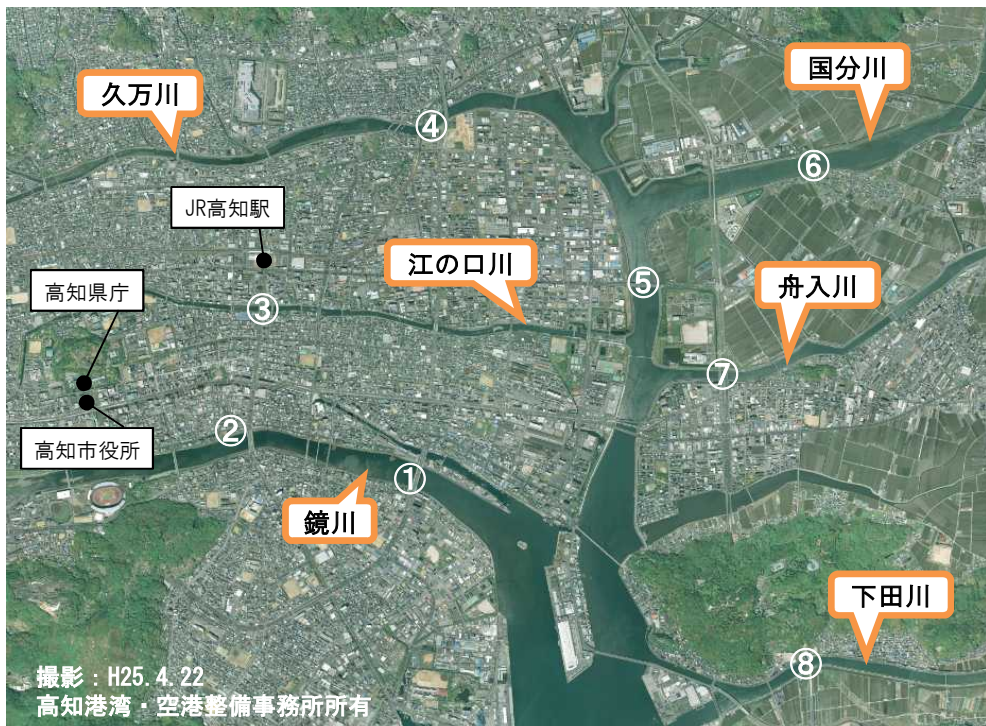 国分川
久万川
④
⑥
JR高知駅
江の口川
高知県庁
⑤
舟入川
③
⑦
②
高知市役所
①
鏡川
下田川
⑧
撮影：H25.4.22
高知港湾・空港整備事務所所有